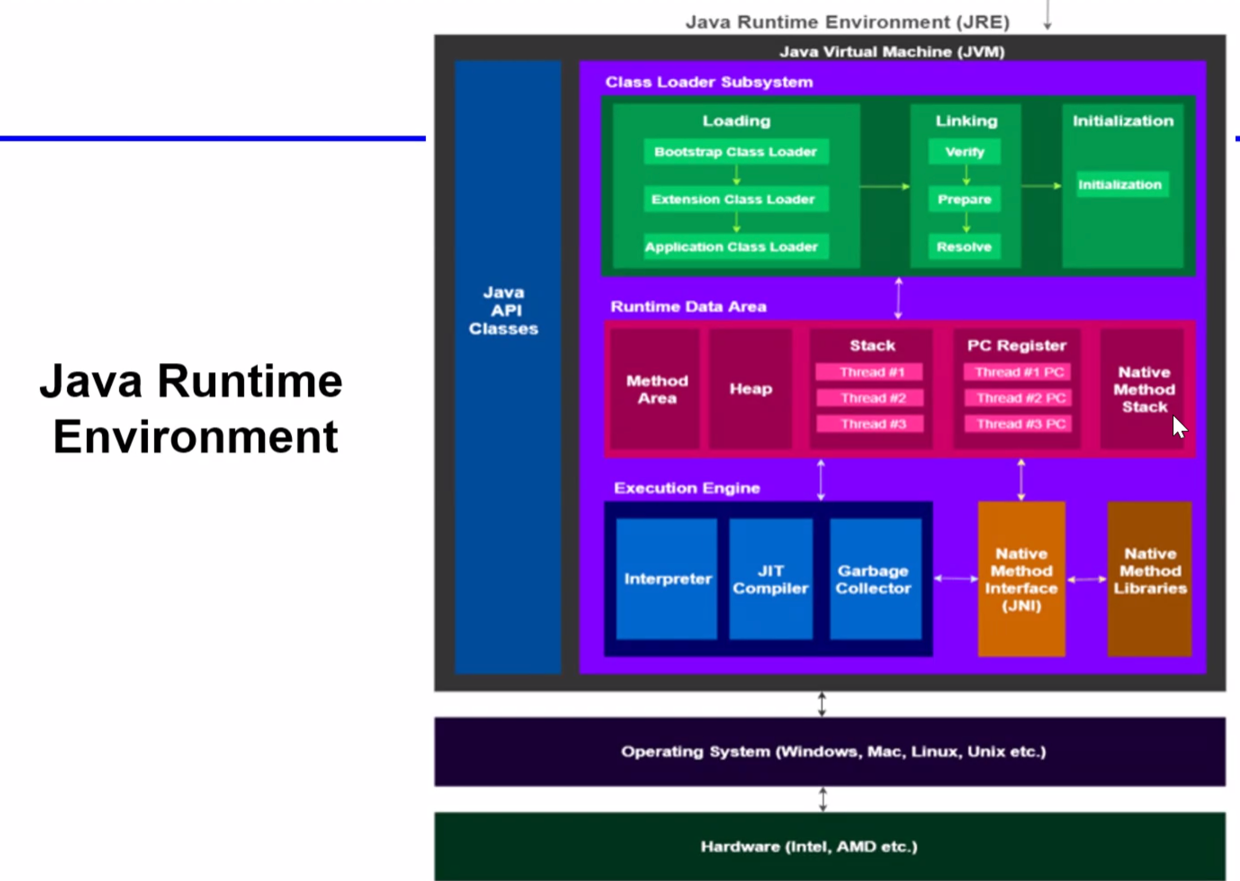 Java Runtime
Environment
Java Runtime Environment (JRE)
Java Virtual Machine (JVM)
Java
API
Classes
Class Loader Subsystem
Loading
Bootstrap Class Loader
Extension Class Loader
Application Class Loader
Linking
Verify
Prepare
Resolve
Initialization
Initialization
Runtime Data Area
Method
Area
Heap
Stack
Thread #1
Thread #2
Thread #3
PC Register
Thread #1 PC
Thread #2 PC
Thread #3 PC
Native
Method
Stack
Execution Engine
Interpreter
JIT
Compiler
Garbage
Collector
Native
Method
Interface
(JNI)
Native
Method
Libraries
Operating System (Windows, Mac, Linux, Unix etc.)
Hardware (Intel, AMD etc.)